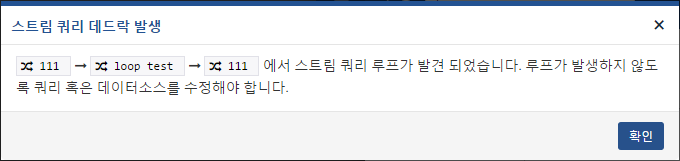 스트림 쿼리 데드락 발생
111 → loop test → 111 에서 스트림 쿼리 루프가 발견 되었습니다. 루프가 발생하지 않도
록 쿼리 혹은 데이터소스를 수정해야 합니다.
확인